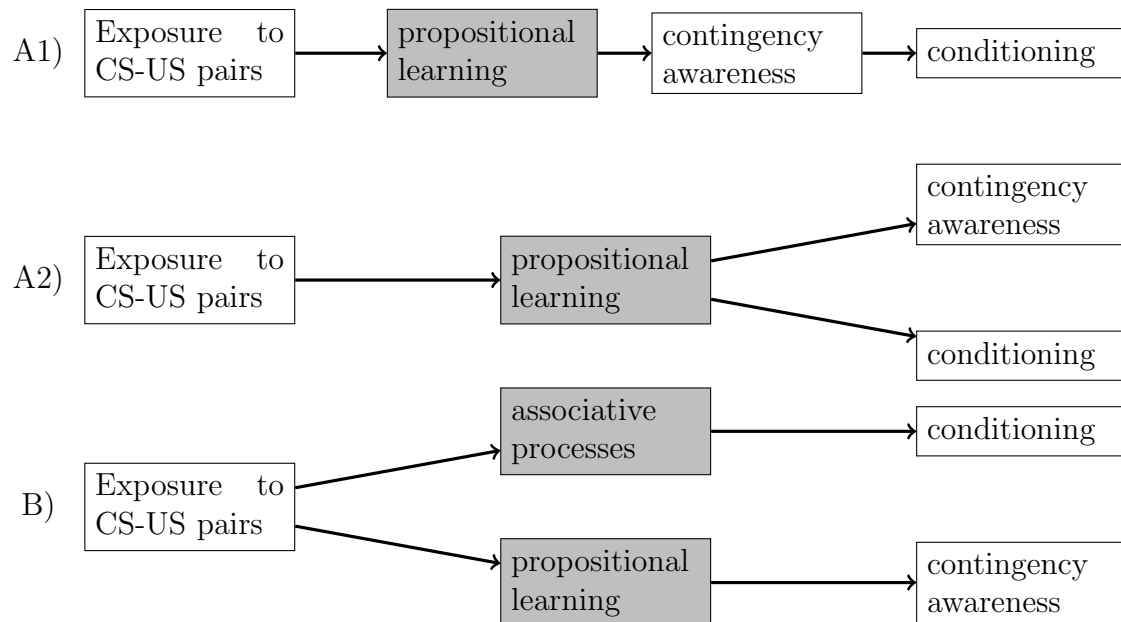 A1)
Exposure to
CS-US pairs
propositional
learning
contingency
awareness
conditioning
A2)
Exposure to
CS-US pairs
propositional
learning
contingency
awareness
conditioning
B)
Exposure to
CS-US pairs
associative
processes
conditioning
propositional
learning
contingency
awareness